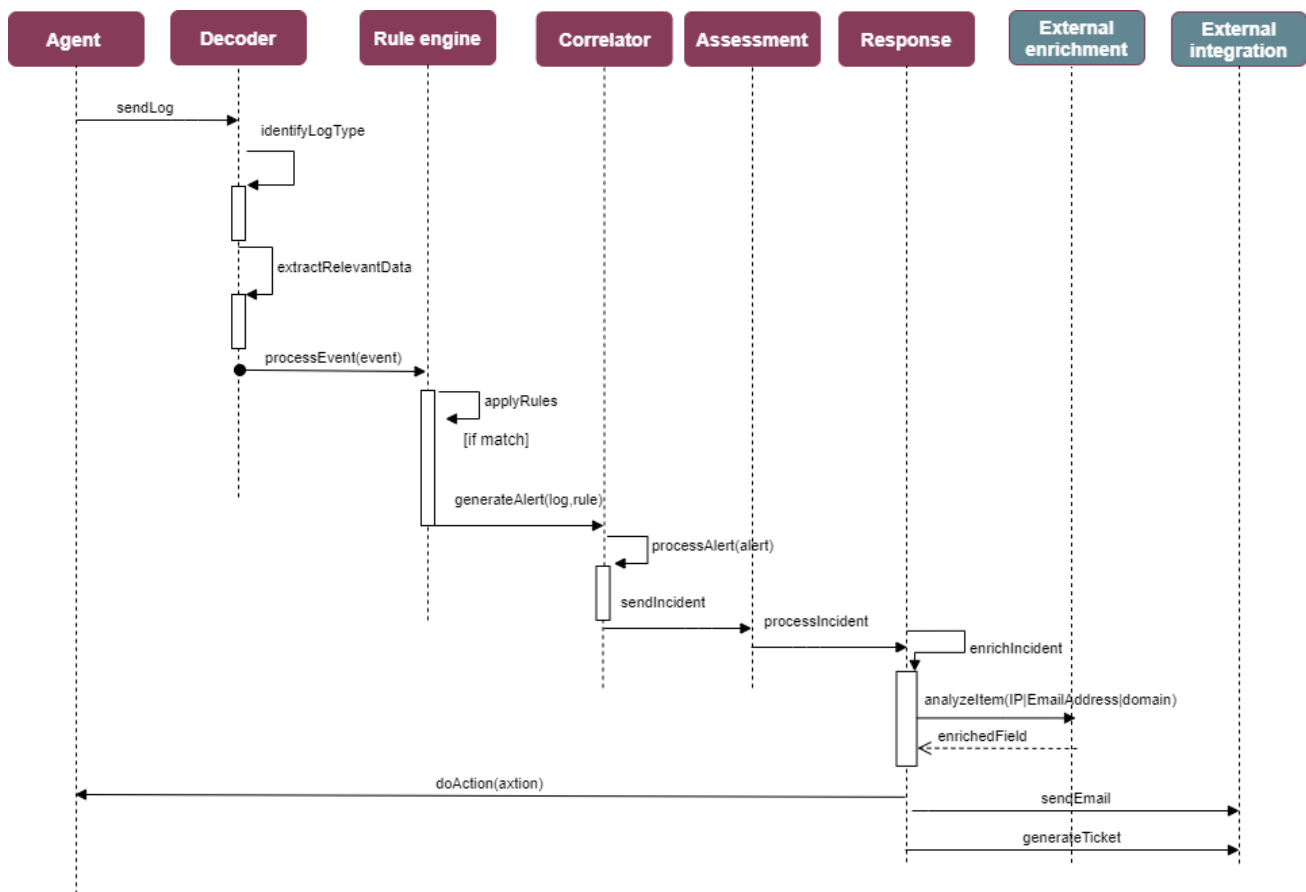 Agent
Decoder
Rule engine
Correlator
Assessment
Response
External
enrichment
External
integration
sendLog
identifyLogType
extractRelevantData
processEvent(event)
applyRules
[if match]
generateAlert(log,rule)
processAlert(alert)
sendIncident
processIncident
enrichIncident
analyzeItem(IP|EmailAddress|domain)
enrichedField
doAction(axtion)
sendEmail
generateTicket